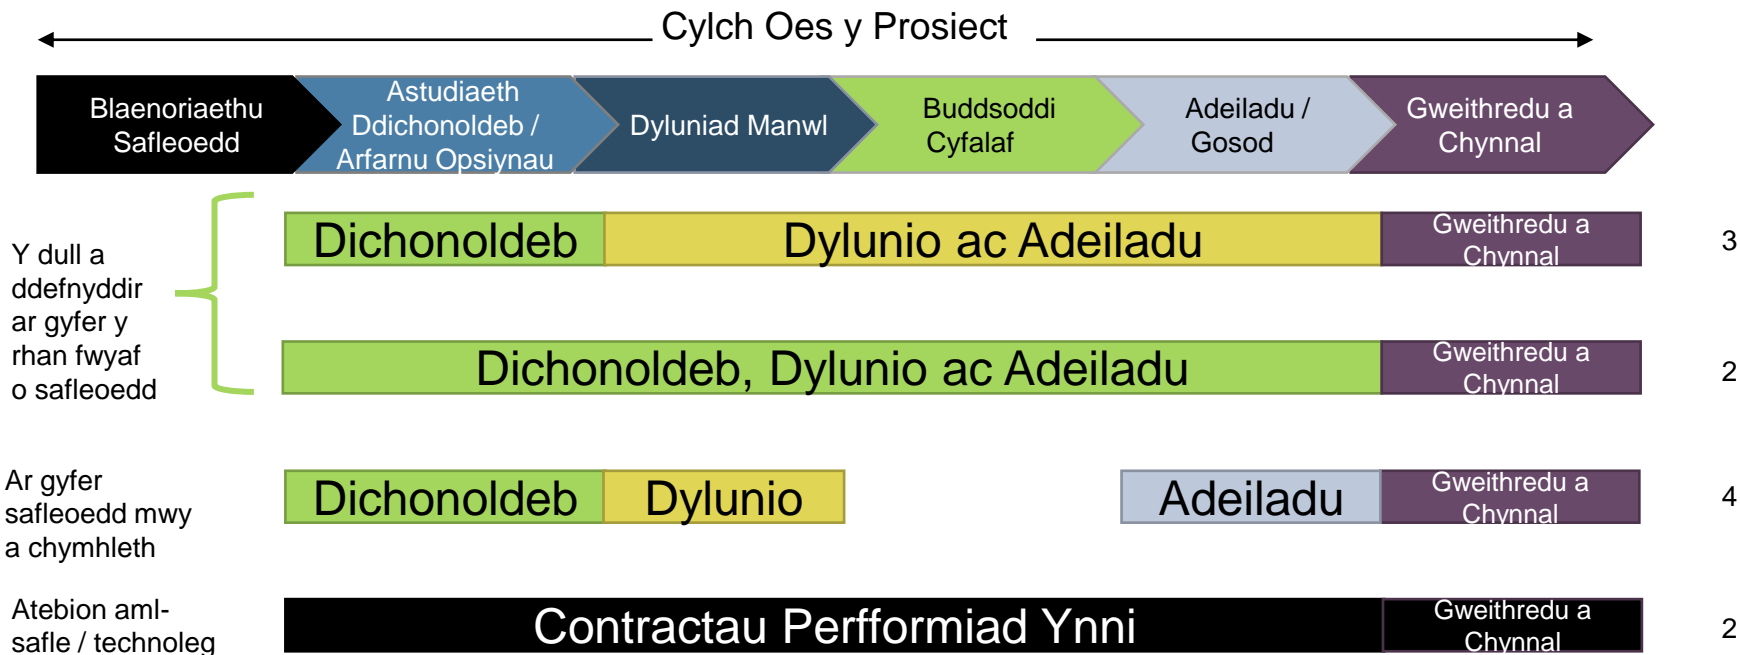 Cylch Oes y Prosiect
Blaenoriaethu
Safleoedd
Astudiaeth
Ddichonoldeb /
Arfarnu Opsiynau
Dyluniad Manwl
Buddsoddi
Cyfalaf
Adeiladu /
Gosod
Gweithredu a
Chynnal
Y dull a
ddefnyddir
ar gyfer y
rhan fwyaf
o safleoedd
Dichonoldeb
Dylunio ac Adeiladu
Gweithredu a
Chynnal
3
Dichonoldeb, Dylunio ac Adeiladu
Gweithredu a
Chynnal
2
Ar gyfer
safleoedd mwy
a chymhleth
Dichonoldeb
Dylunio
Adeiladu
Gweithredu a
Chynnal
4
Atebion aml-
safle / technoleg
Contractau Perfformiad Ynni
Gweithredu a
Chynnal
2